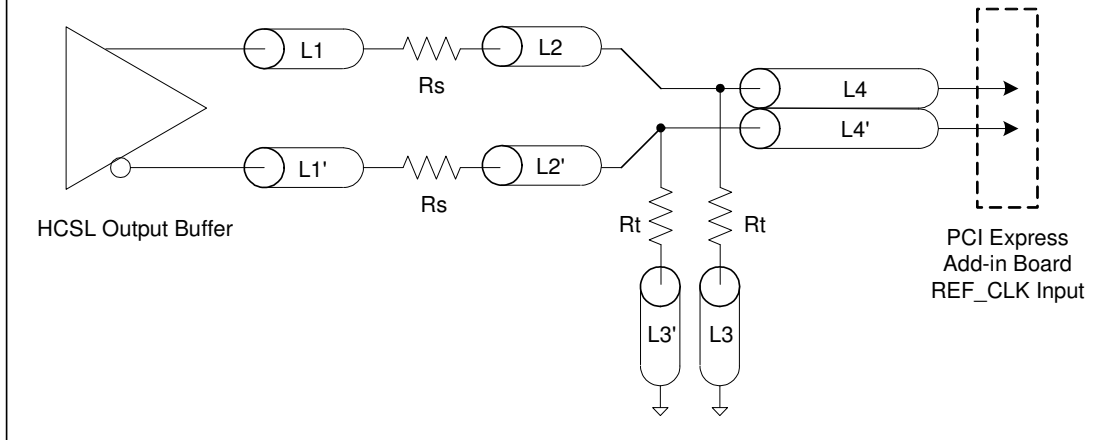 L1
Rs
L2
L4
L4'
L1'
Rs
L2'
HCSL Output Buffer
Rt
Rt
L3'
L3
PCI Express
Add-in Board
REF_CLK Input